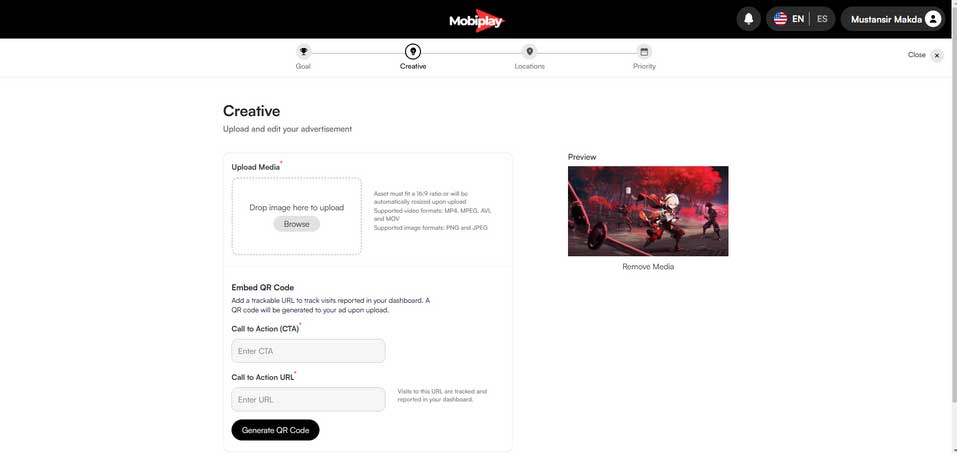 Mobiplay
EN
ES
Mustansir Makda
Goal
Creative
Locations
Priority
Close
Creative
Upload and edit your advertisement
Upload Media*
Drop image here to upload
Browse
Asset must fit a 16:9 ratio or will be
automatically resized upon upload
Supported video formats: MP4, MPEG, AVI,
and MOV
Supported image formats: PNG and JPEG
Preview
Remove Media
Embed QR Code
Add a trackable URL to track visits reported in your dashboard. A
QR code will be generated to your ad upon upload.
Call to Action (CTA)*
Enter CTA
Call to Action URL*
Enter URL
Visits to this URL are tracked and
reported in your dashboard.
Generate QR Code